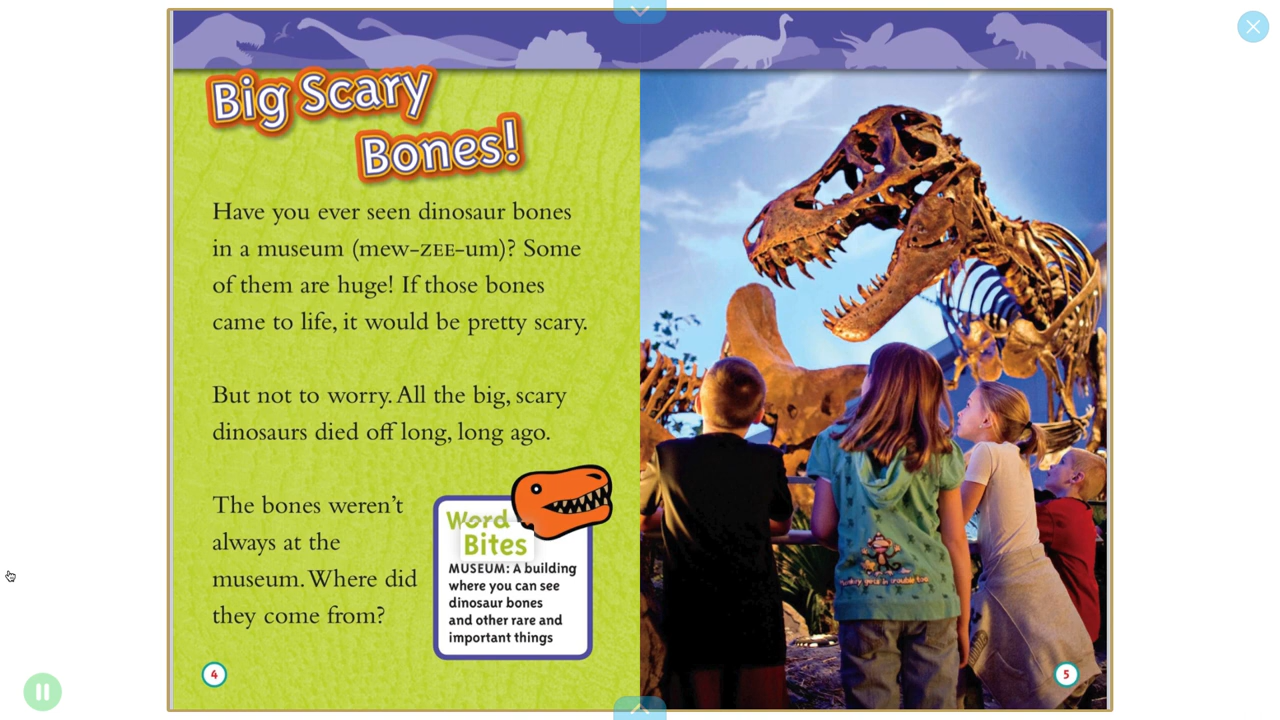 Big Scary
Bones!
Have you ever seen dinosaur bones
in a museum (mew-ZEE-um)? Some
of them are huge! If those bones
came to life, it would be pretty scary.
But not to worry. All the big, scary
dinosaurs died off long, long ago.
The bones weren't
always at the
museum. Where did
they come from?
Word
Bites
MUSEUM: A building
where you can see
dinosaur bones
and other rare and
important things
4
5